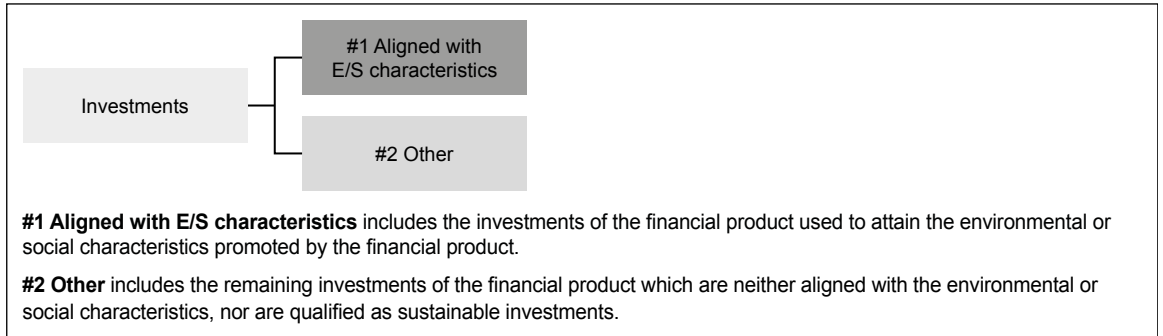 #1 Aligned with
E/S characteristics
Investments
#2 Other
#1 Aligned with E/S characteristics includes the investments of the financial product used to attain the environmental or
social characteristics promoted by the financial product.
#2 Other includes the remaining investments of the financial product which are neither aligned with the environmental or
social characteristics, nor are qualified as sustainable investments.